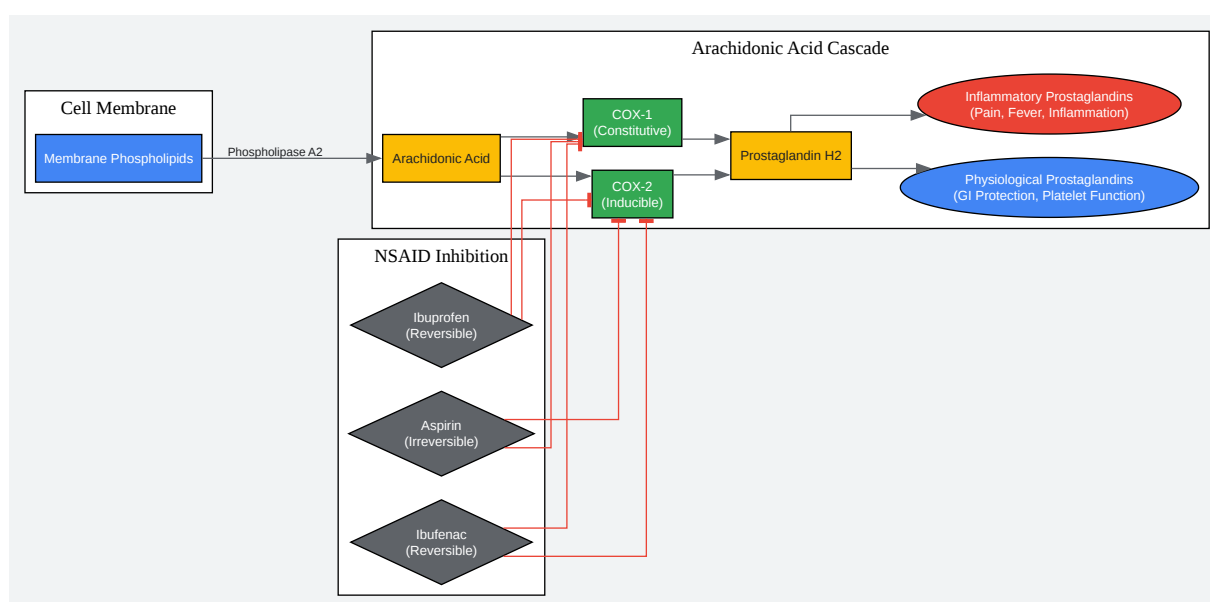 Arachidonic Acid Cascade
Cell Membrane
Membrane Phospholipids
Phospholipase A2
Arachidonic Acid
COX-1
(Constitutive)
COX-2
(Inducible)
Prostaglandin H2
Inflammatory Prostaglandins
(Pain, Fever, Inflammation)
Physiological Prostaglandins
(GI Protection, Platelet Function)
NSAID Inhibition
Ibuprofen
(Reversible)
Aspirin
(Irreversible)
Ibufenac
(Reversible)